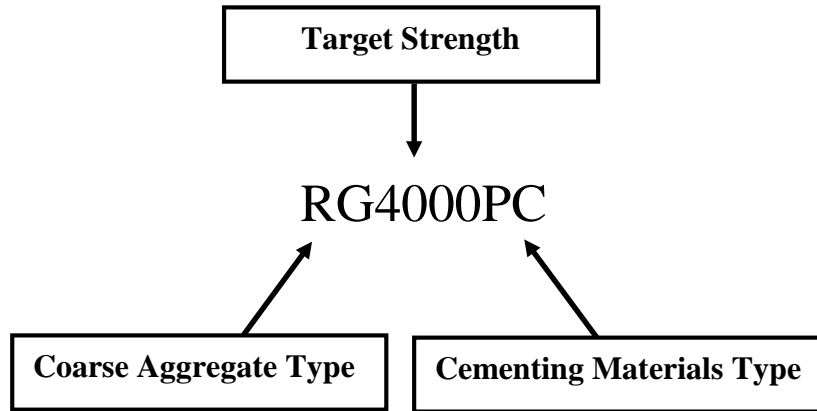 Target Strength
RG4000PC
Coarse Aggregate Type
Cementing Materials Type